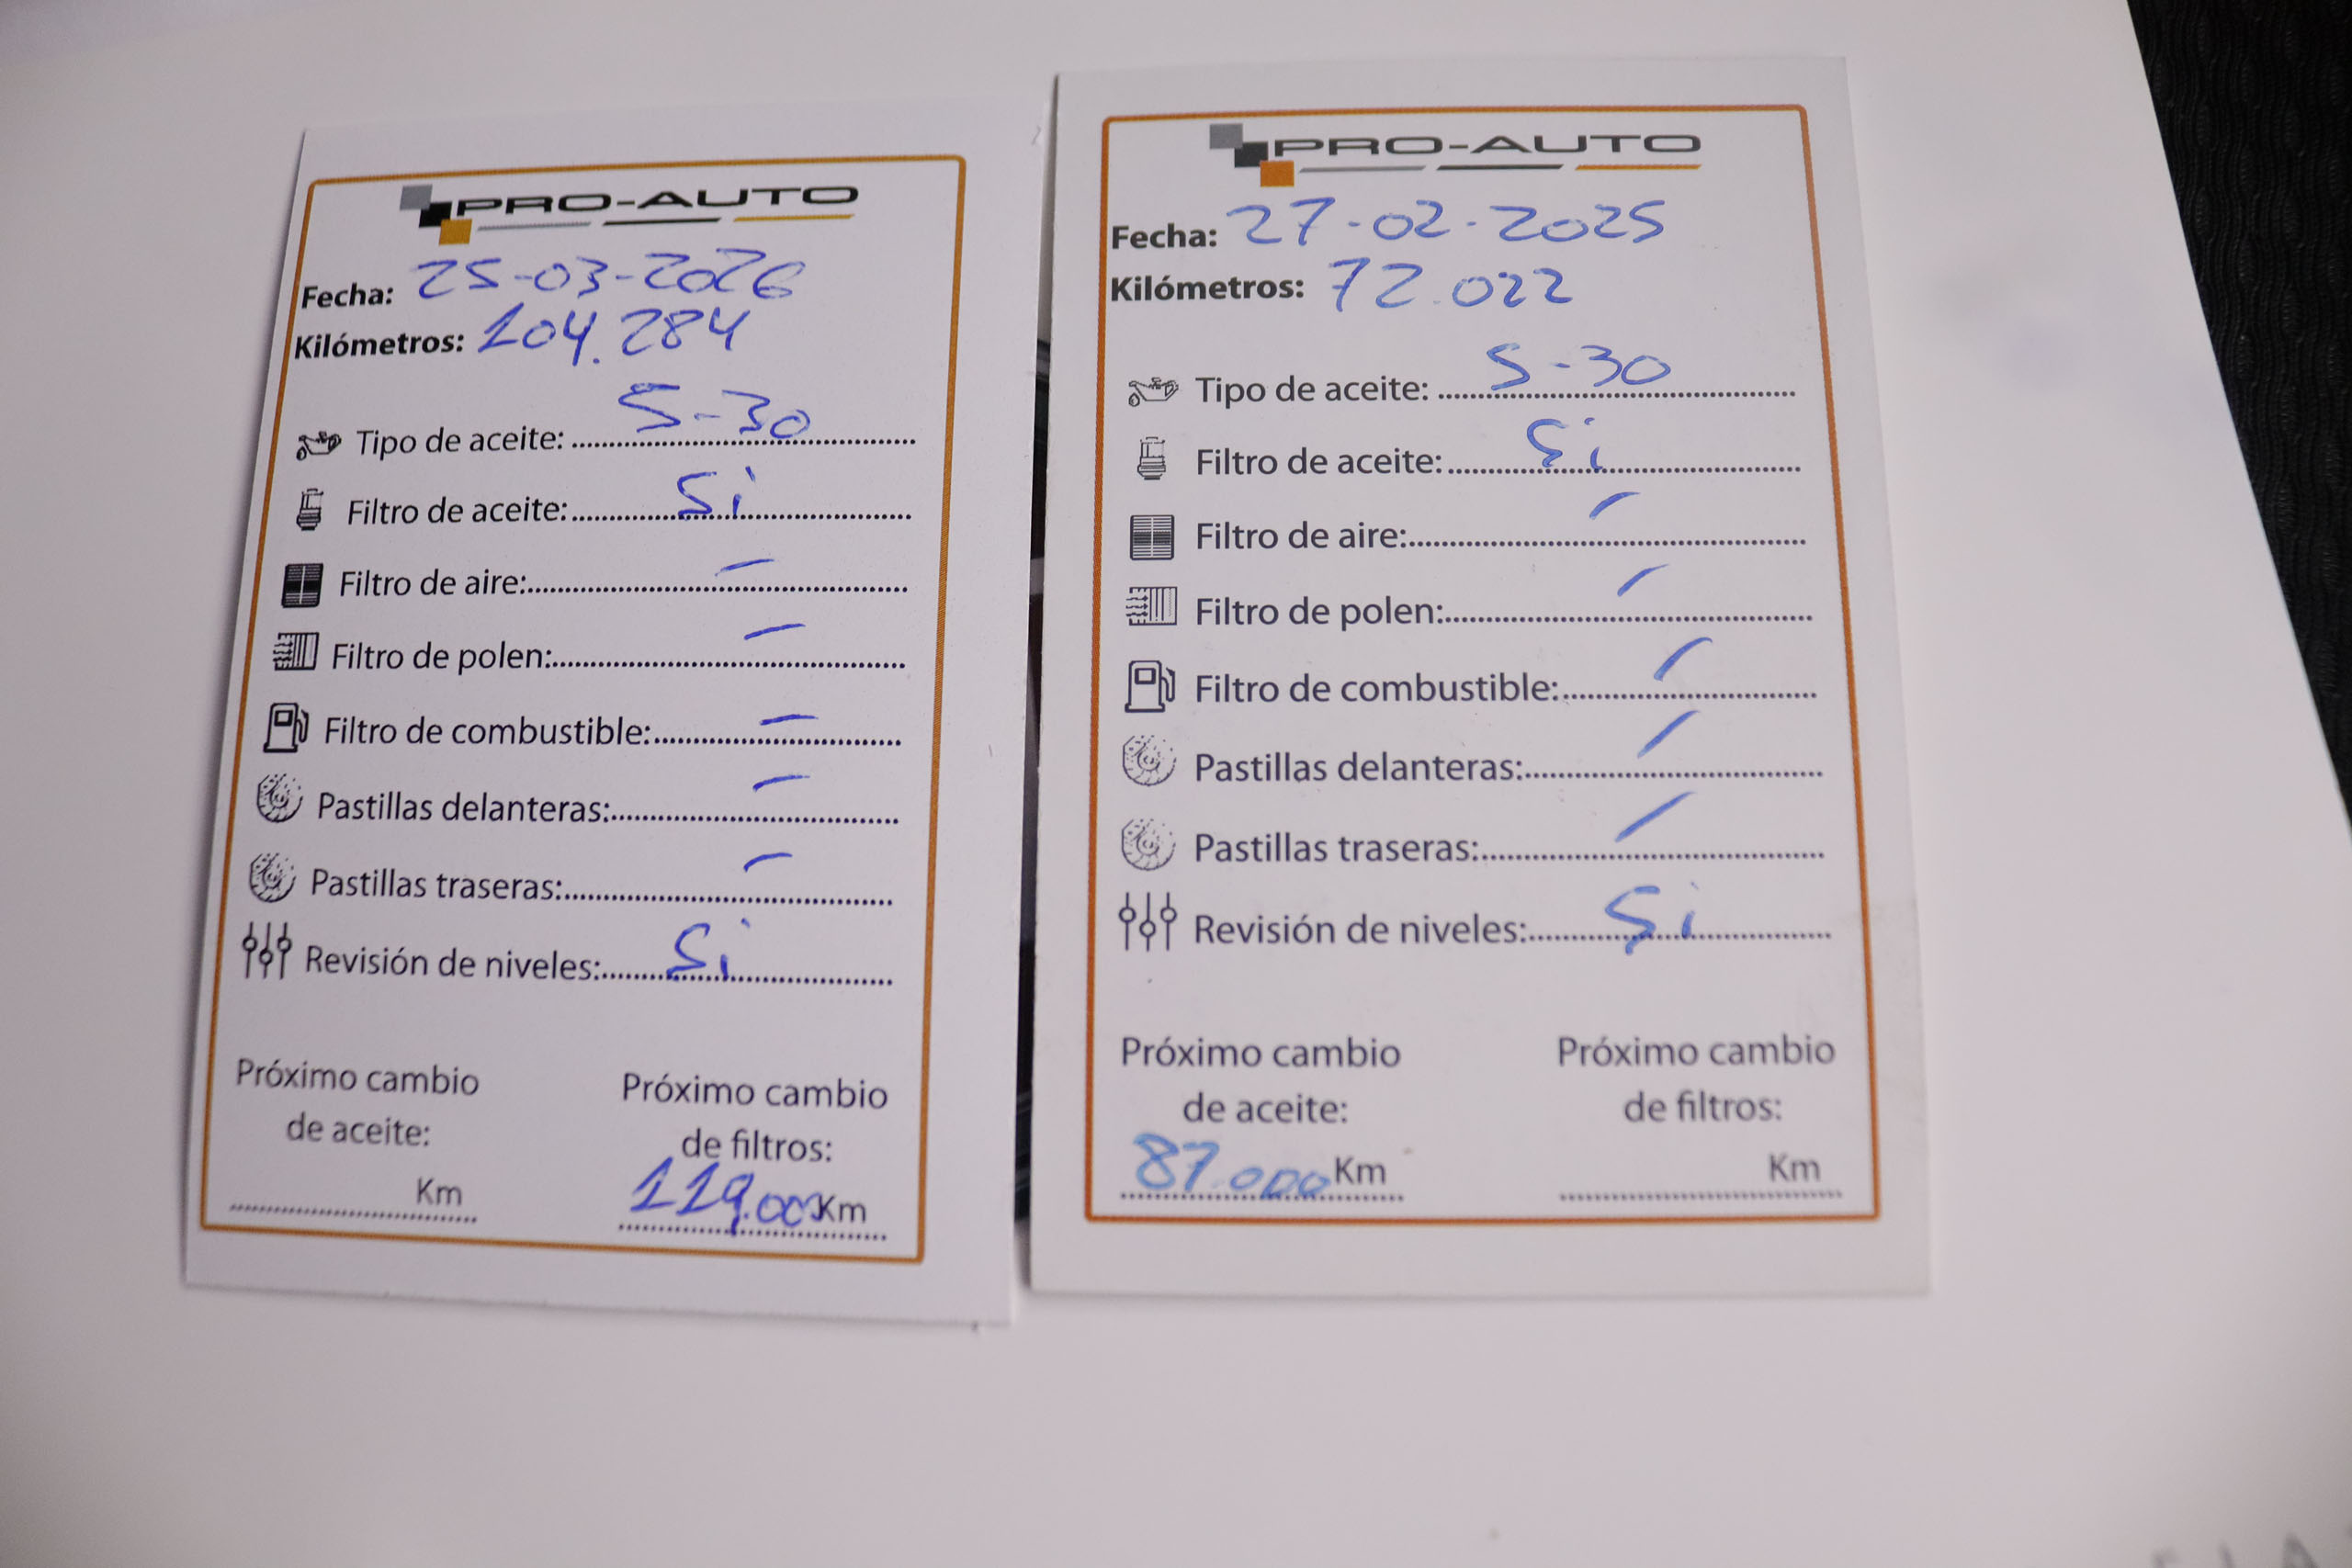 PRO-AUTO
Fecha: 25-03-2026
Kilómetros: 104.284
Tipo de aceite: 5-30
Filtro de aceite: Si
Filtro de aire: –
Filtro de polen: –
Filtro de combustible: –
Pastillas delanteras: –
Pastillas traseras: –
Revisión de niveles: Si
Próximo cambio
de aceite:
Km
Próximo cambio
de filtros:
119.000 Km
PRO-AUTO
Fecha: 27-02-2025
Kilómetros: 72.022
Tipo de aceite: 5-30
Filtro de aceite: Si
Filtro de aire: –
Filtro de polen: –
Filtro de combustible: –
Pastillas delanteras: –
Pastillas traseras: –
Revisión de niveles: Si
Próximo cambio
de aceite:
87.000 Km
Próximo cambio
de filtros:
Km